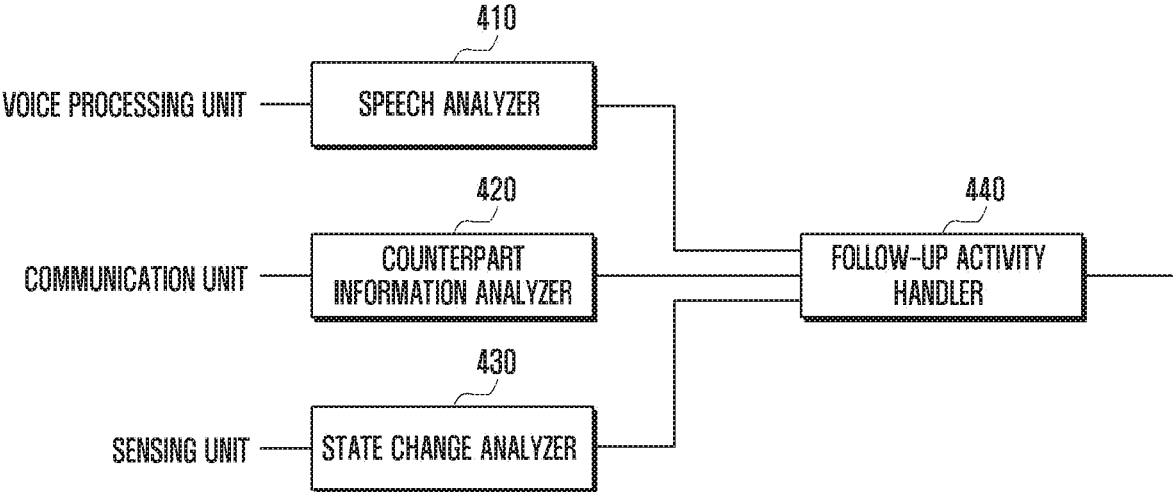 410
VOICE PROCESSING UNIT
SPEECH ANALYZER
420
440
COMMUNICATION UNIT
COUNTERPART
INFORMATION ANALYZER
FOLLOW-UP ACTIVITY
HANDLER
430
SENSING UNIT
STATE CHANGE ANALYZER